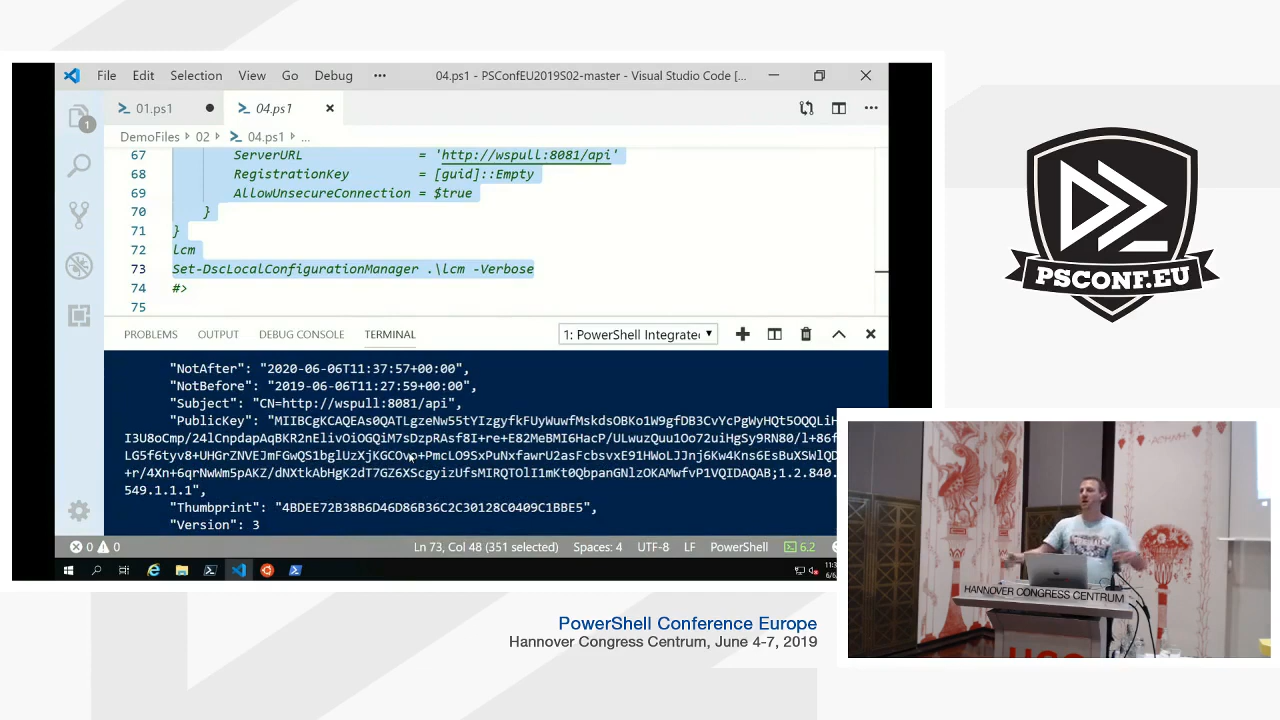 File Edit Selection View Go Debug ••• 04.ps1 - PSConfEU2019S02-master - Visual Studio Code [...
01.ps1 04.ps1
DemoFiles > 02 > 04.ps1 > ...
67 ServerURL = 'http://wspull:8081/api'
68 RegistrationKey = [guid]::Empty
69 AllowUnsecureConnection = $true
70 }
71 }
72 lcm
73 Set-DscLocalConfigurationManager .\lcm -Verbose
74 #>
75
PROBLEMS OUTPUT DEBUG CONSOLE TERMINAL 1: PowerShell Integrate
"NotAfter": "2020-06-06T11:37:57+00:00",
"NotBefore": "2019-06-06T11:27:59+00:00",
"Subject": "CN=http://wspull:8081/api",
"PublicKey":
549.1.1.1",
"Thumbprint": "4BDEE72B38B6D46D86B36C2C30128C0409C1BBE5",
"Version": 3
0 0 Ln 73, Col 48 (351 selected) Spaces: 4 UTF-8 LF PowerShell 6.2
PSCONF.EU
HANNOVER CONGRESS CENTRUM
PowerShell Conference Europe
Hannover Congress Centrum, June 4-7, 2019